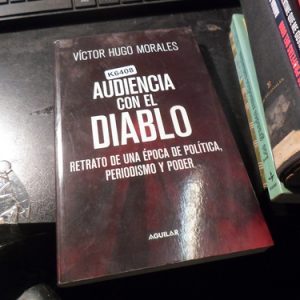 VÍCTOR HUGO MORALES
K6408
AUDIENCIA
CON EL
DIABLO
RETRATO DE UNA ÉPOCA DE POLÍTICA,
PERIODISMO Y PODER
AGUILAR